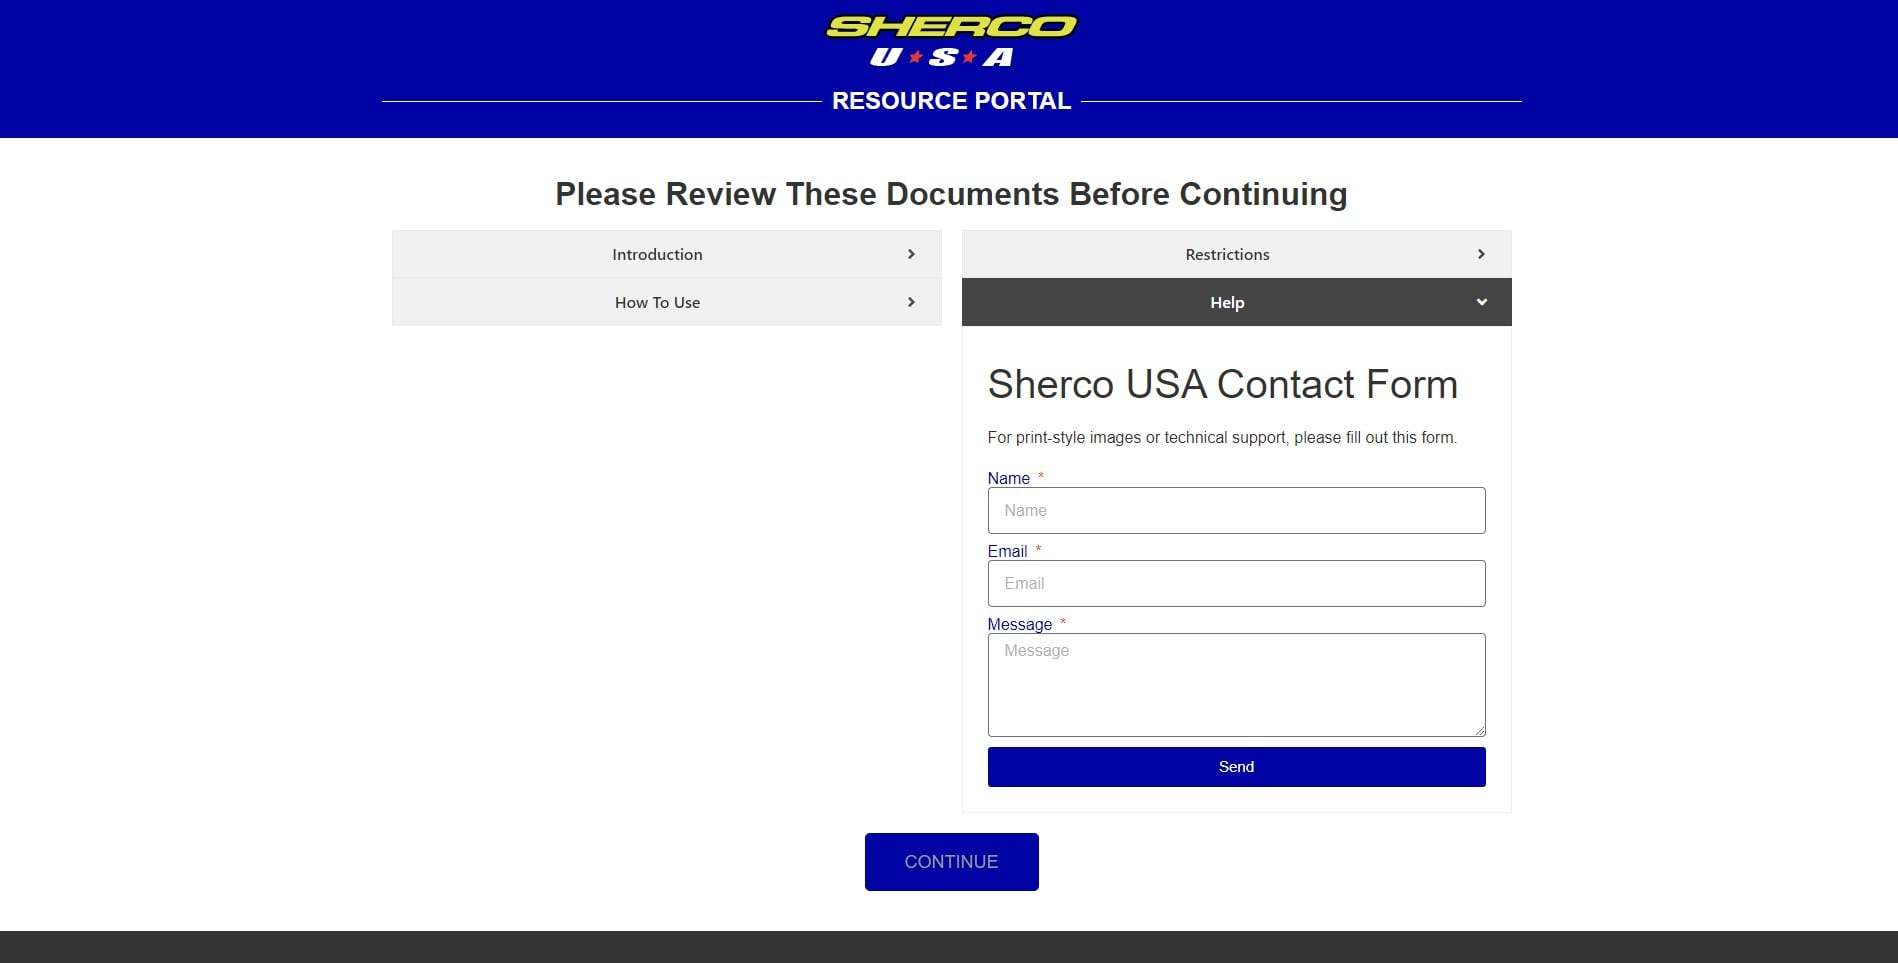 SHERCO
U★S★A
RESOURCE PORTAL
Please Review These Documents Before Continuing
Introduction
How To Use
Restrictions
Help
Sherco USA Contact Form
For print-style images or technical support, please fill out this form.
Name *
Name
Email *
Email
Message *
Message
Send
CONTINUE